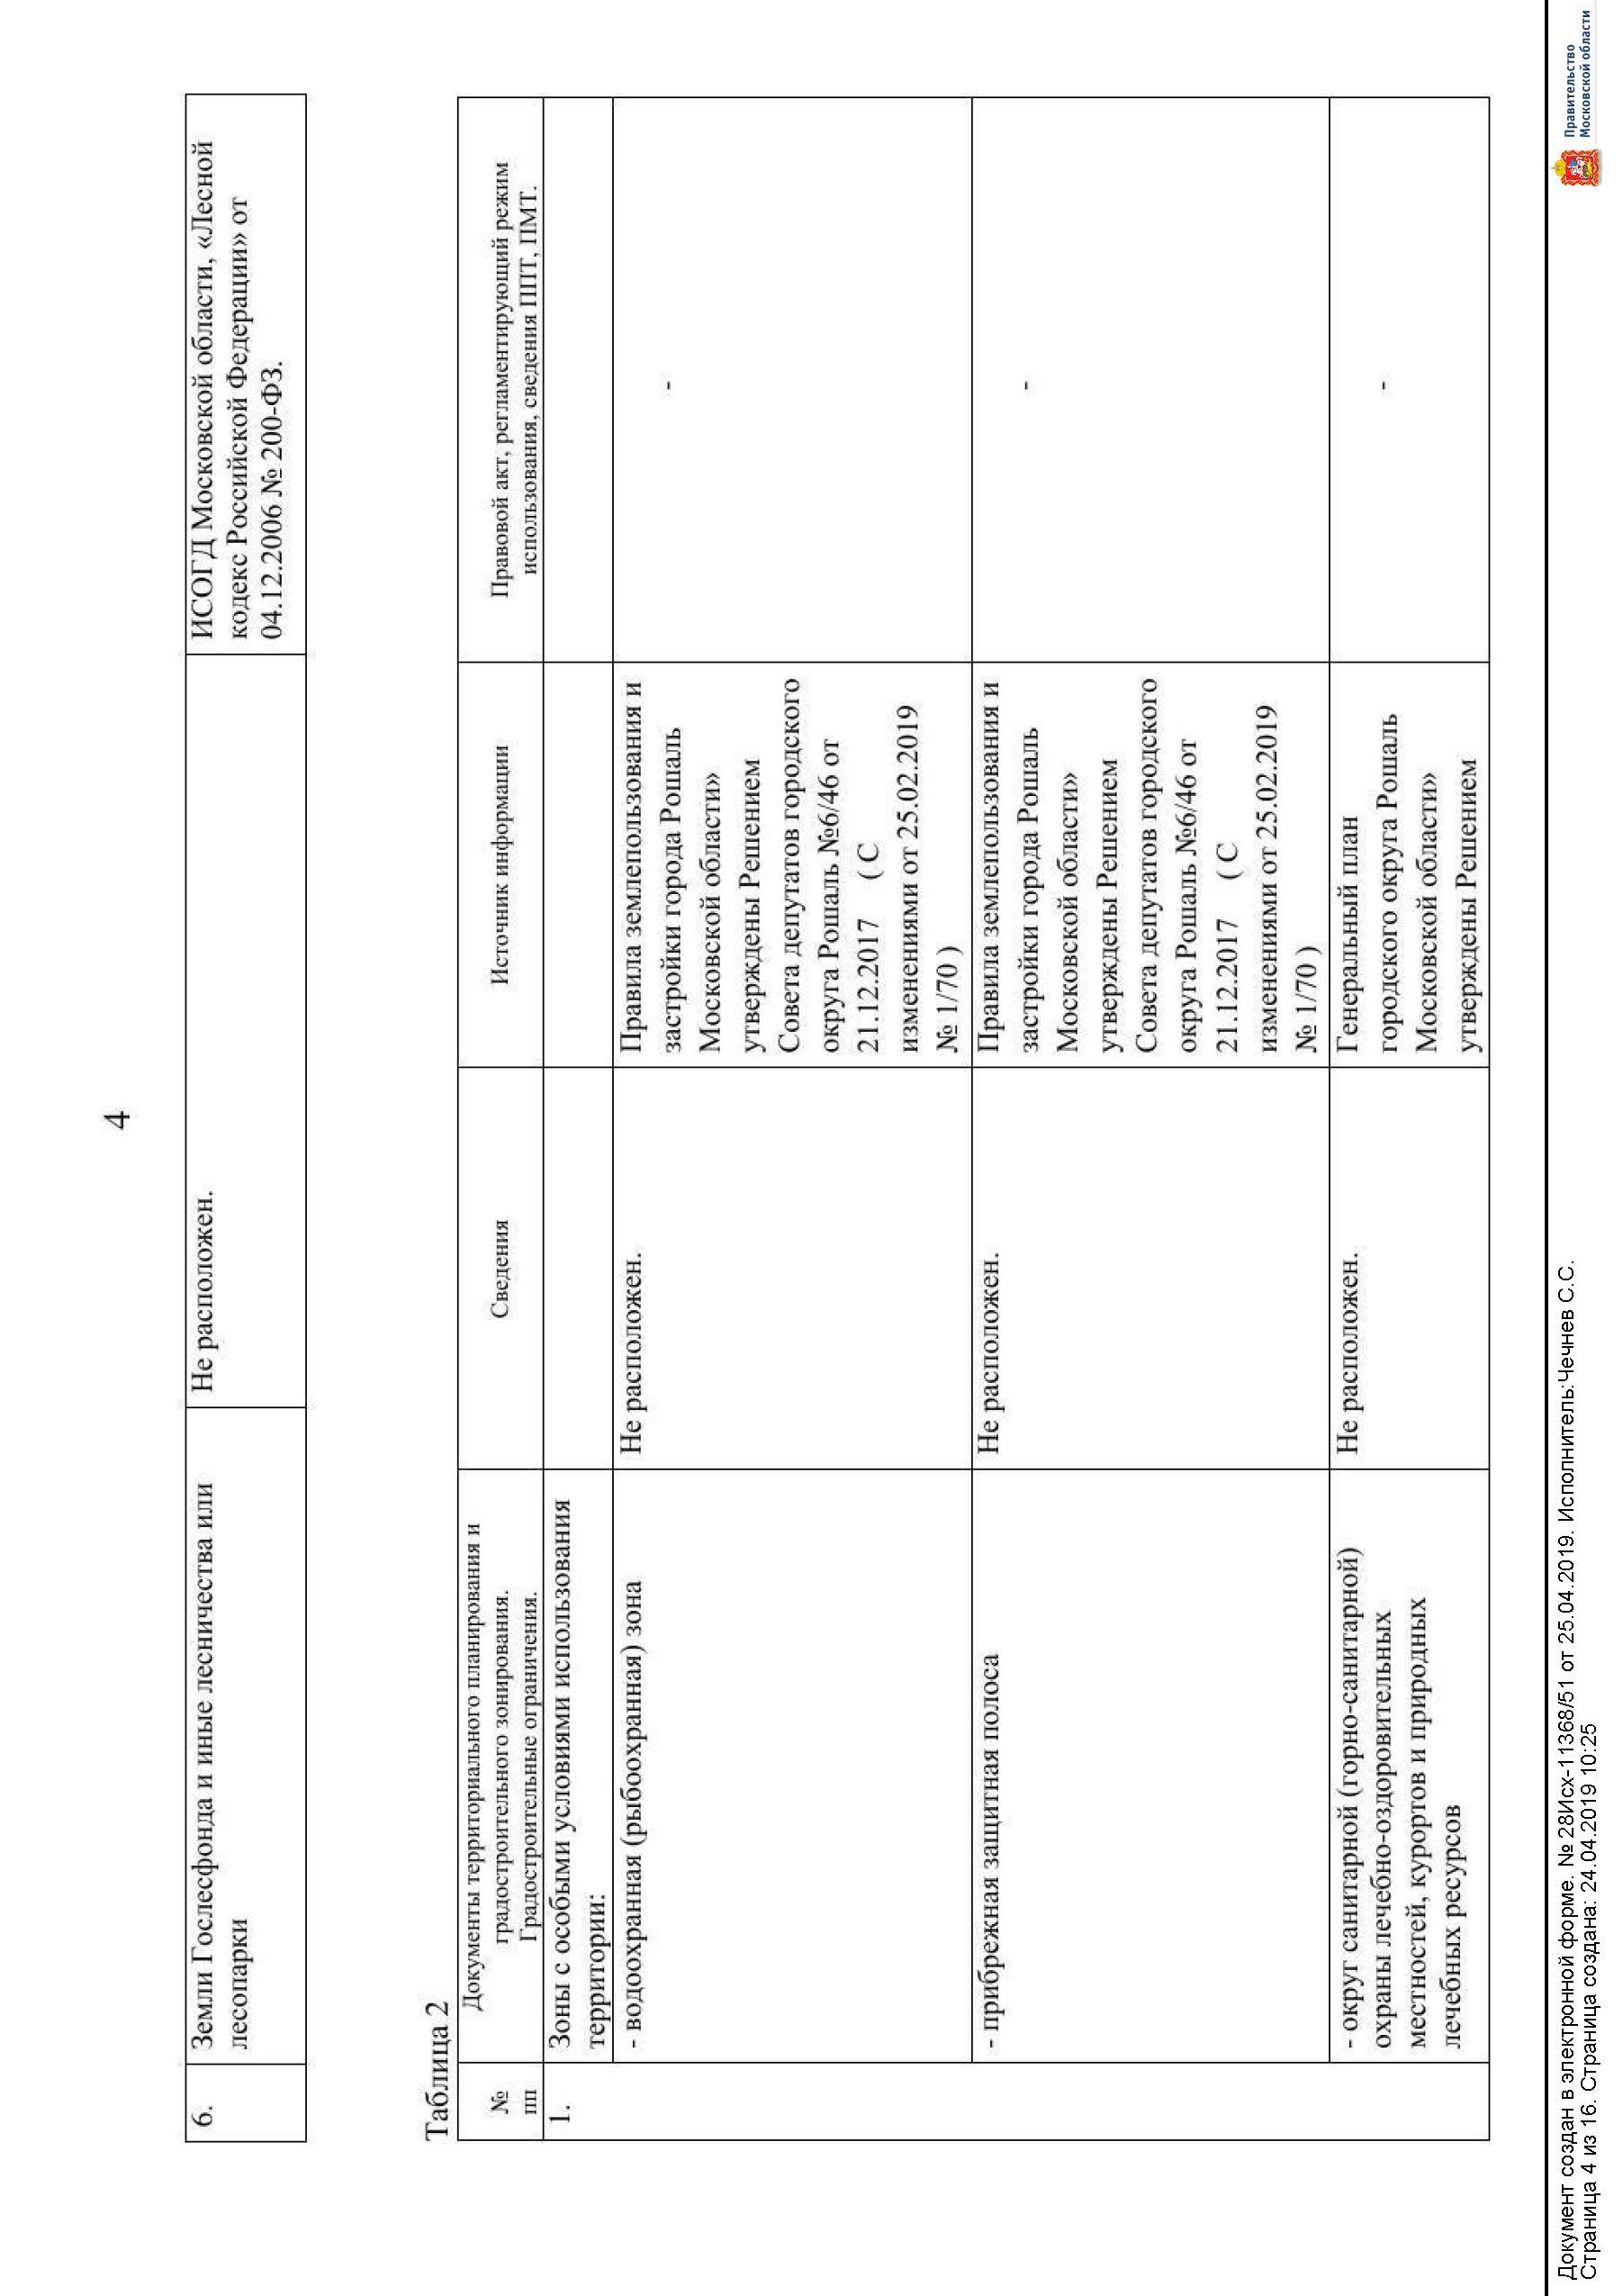 4
6.
Земли Гослесфонда и иные лесничества или
лесопарки
Не расположен.
ИСОГД Московской области, «Лесной
кодекс Российской Федерации» от
04.12.2006 № 200-ФЗ.
Таблица 2
№
пп
Документы территориального планирования и
градостроительного зонирования.
Градостроительные ограничения.
Сведения
Источник информации
Правовой акт, регламентирующий режим
использования, сведения ППТ, ПМТ.
1.
Зоны с особыми условиями использования
территории:
- водоохранная (рыбоохранная) зона
Не расположен.
Правила землепользования и
застройки города Рошаль
Московской области»
утверждены Решением
Совета депутатов городского
округа Рошаль №6/46 от
21.12.2017 ( С
изменениями от 25.02.2019
№ 1/70 )
-
- прибрежная защитная полоса
Не расположен.
Правила землепользования и
застройки города Рошаль
Московской области»
утверждены Решением
Совета депутатов городского
округа Рошаль №6/46 от
21.12.2017 ( С
изменениями от 25.02.2019
№ 1/70 )
-
- округ санитарной (горно-санитарной)
охраны лечебно-оздоровительных
местностей, курортов и природных
лечебных ресурсов
Не расположен.
Генеральный план
городского округа Рошаль
Московской области»
утверждены Решением
-
Документ создан в электронной форме. № 28Исх-11368/51 от 25.04.2019. Исполнитель:Чечнев С.С.
Страница 4 из 16. Страница создана: 24.04.2019 10:25
Правительство
Московской области